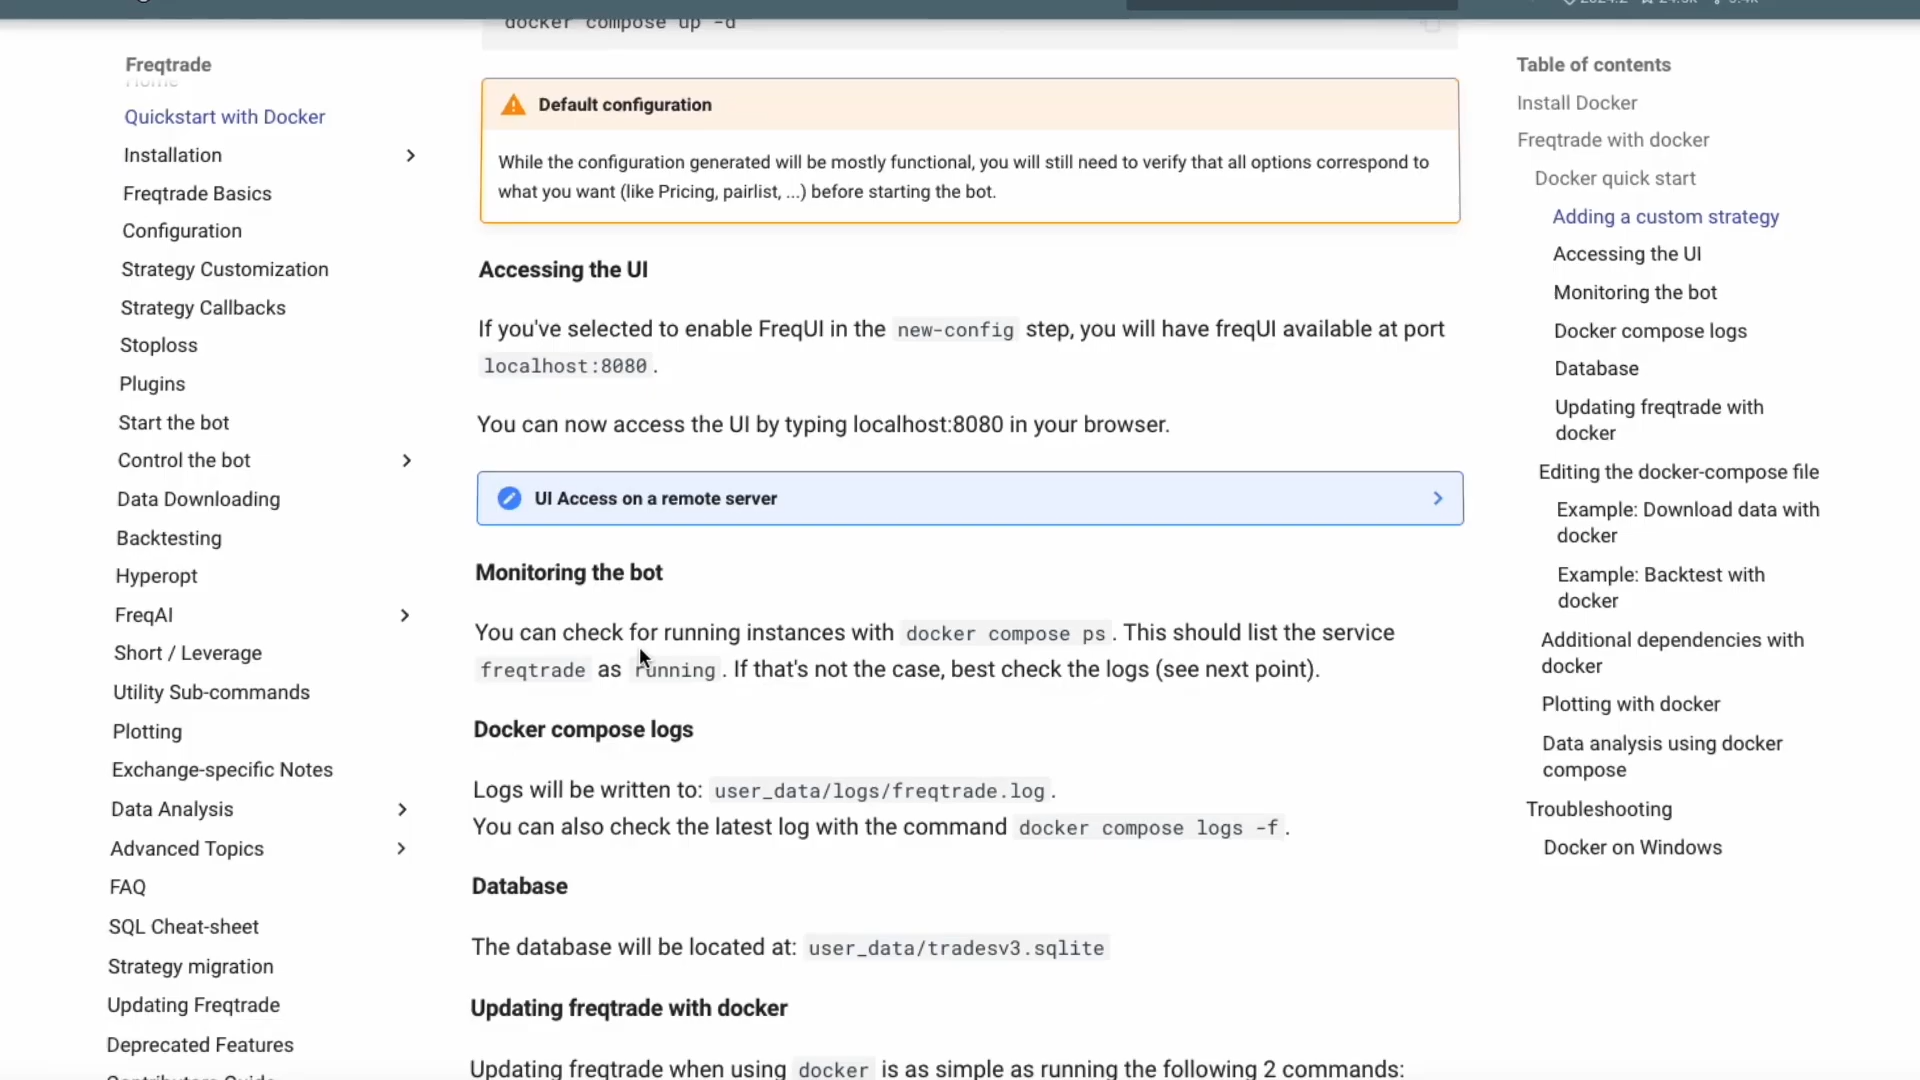 docker compose up -d
2024.2
Freqtrade
Home
Quickstart with Docker
Installation
Freqtrade Basics
Configuration
Strategy Customization
Strategy Callbacks
Stoploss
Plugins
Start the bot
Control the bot
Data Downloading
Backtesting
Hyperopt
FreqAI
Short / Leverage
Utility Sub-commands
Plotting
Exchange-specific Notes
Data Analysis
Advanced Topics
FAQ
SQL Cheat-sheet
Strategy migration
Updating Freqtrade
Deprecated Features
Default configuration
While the configuration generated will be mostly functional, you will still need to verify that all options correspond to
what you want (like Pricing, pairlist, ...) before starting the bot.
Accessing the UI
If you've selected to enable FreqUI in the new-config step, you will have freqUI available at port
localhost:8080.
You can now access the UI by typing localhost:8080 in your browser.
UI Access on a remote server
Monitoring the bot
You can check for running instances with docker compose ps. This should list the service
freqtrade as running. If that's not the case, best check the logs (see next point).
Docker compose logs
Logs will be written to: user_data/logs/freqtrade.log.
You can also check the latest log with the command docker compose logs -f.
Database
The database will be located at: user_data/tradesv3.sqlite
Updating freqtrade with docker
Updating freqtrade when using docker is as simple as running the following 2 commands:
Table of contents
Install Docker
Freqtrade with docker
Docker quick start
Adding a custom strategy
Accessing the UI
Monitoring the bot
Docker compose logs
Database
Updating freqtrade with
docker
Editing the docker-compose file
Example: Download data with
docker
Example: Backtest with
docker
Additional dependencies with
docker
Plotting with docker
Data analysis using docker
compose
Troubleshooting
Docker on Windows